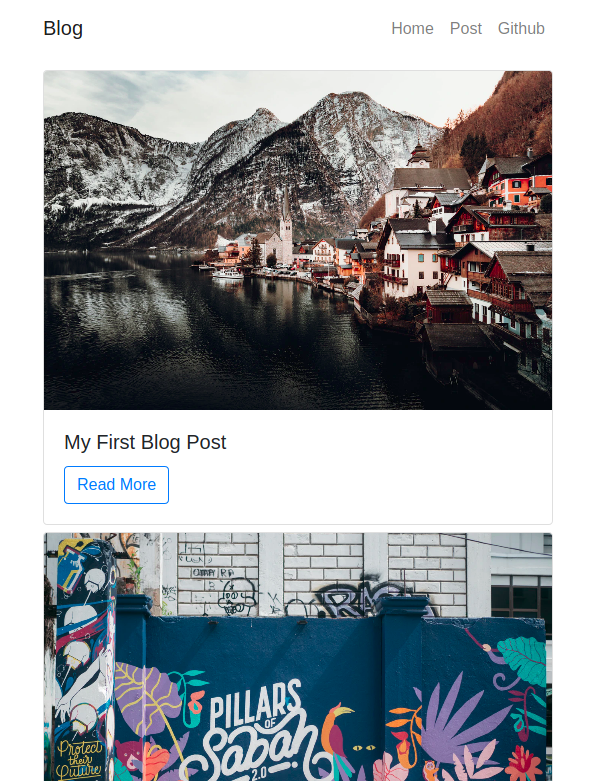 Blog
Home Post Github
My First Blog Post
Read More
PILLARS
OF
Sabah
2.0
Protect
their
Future